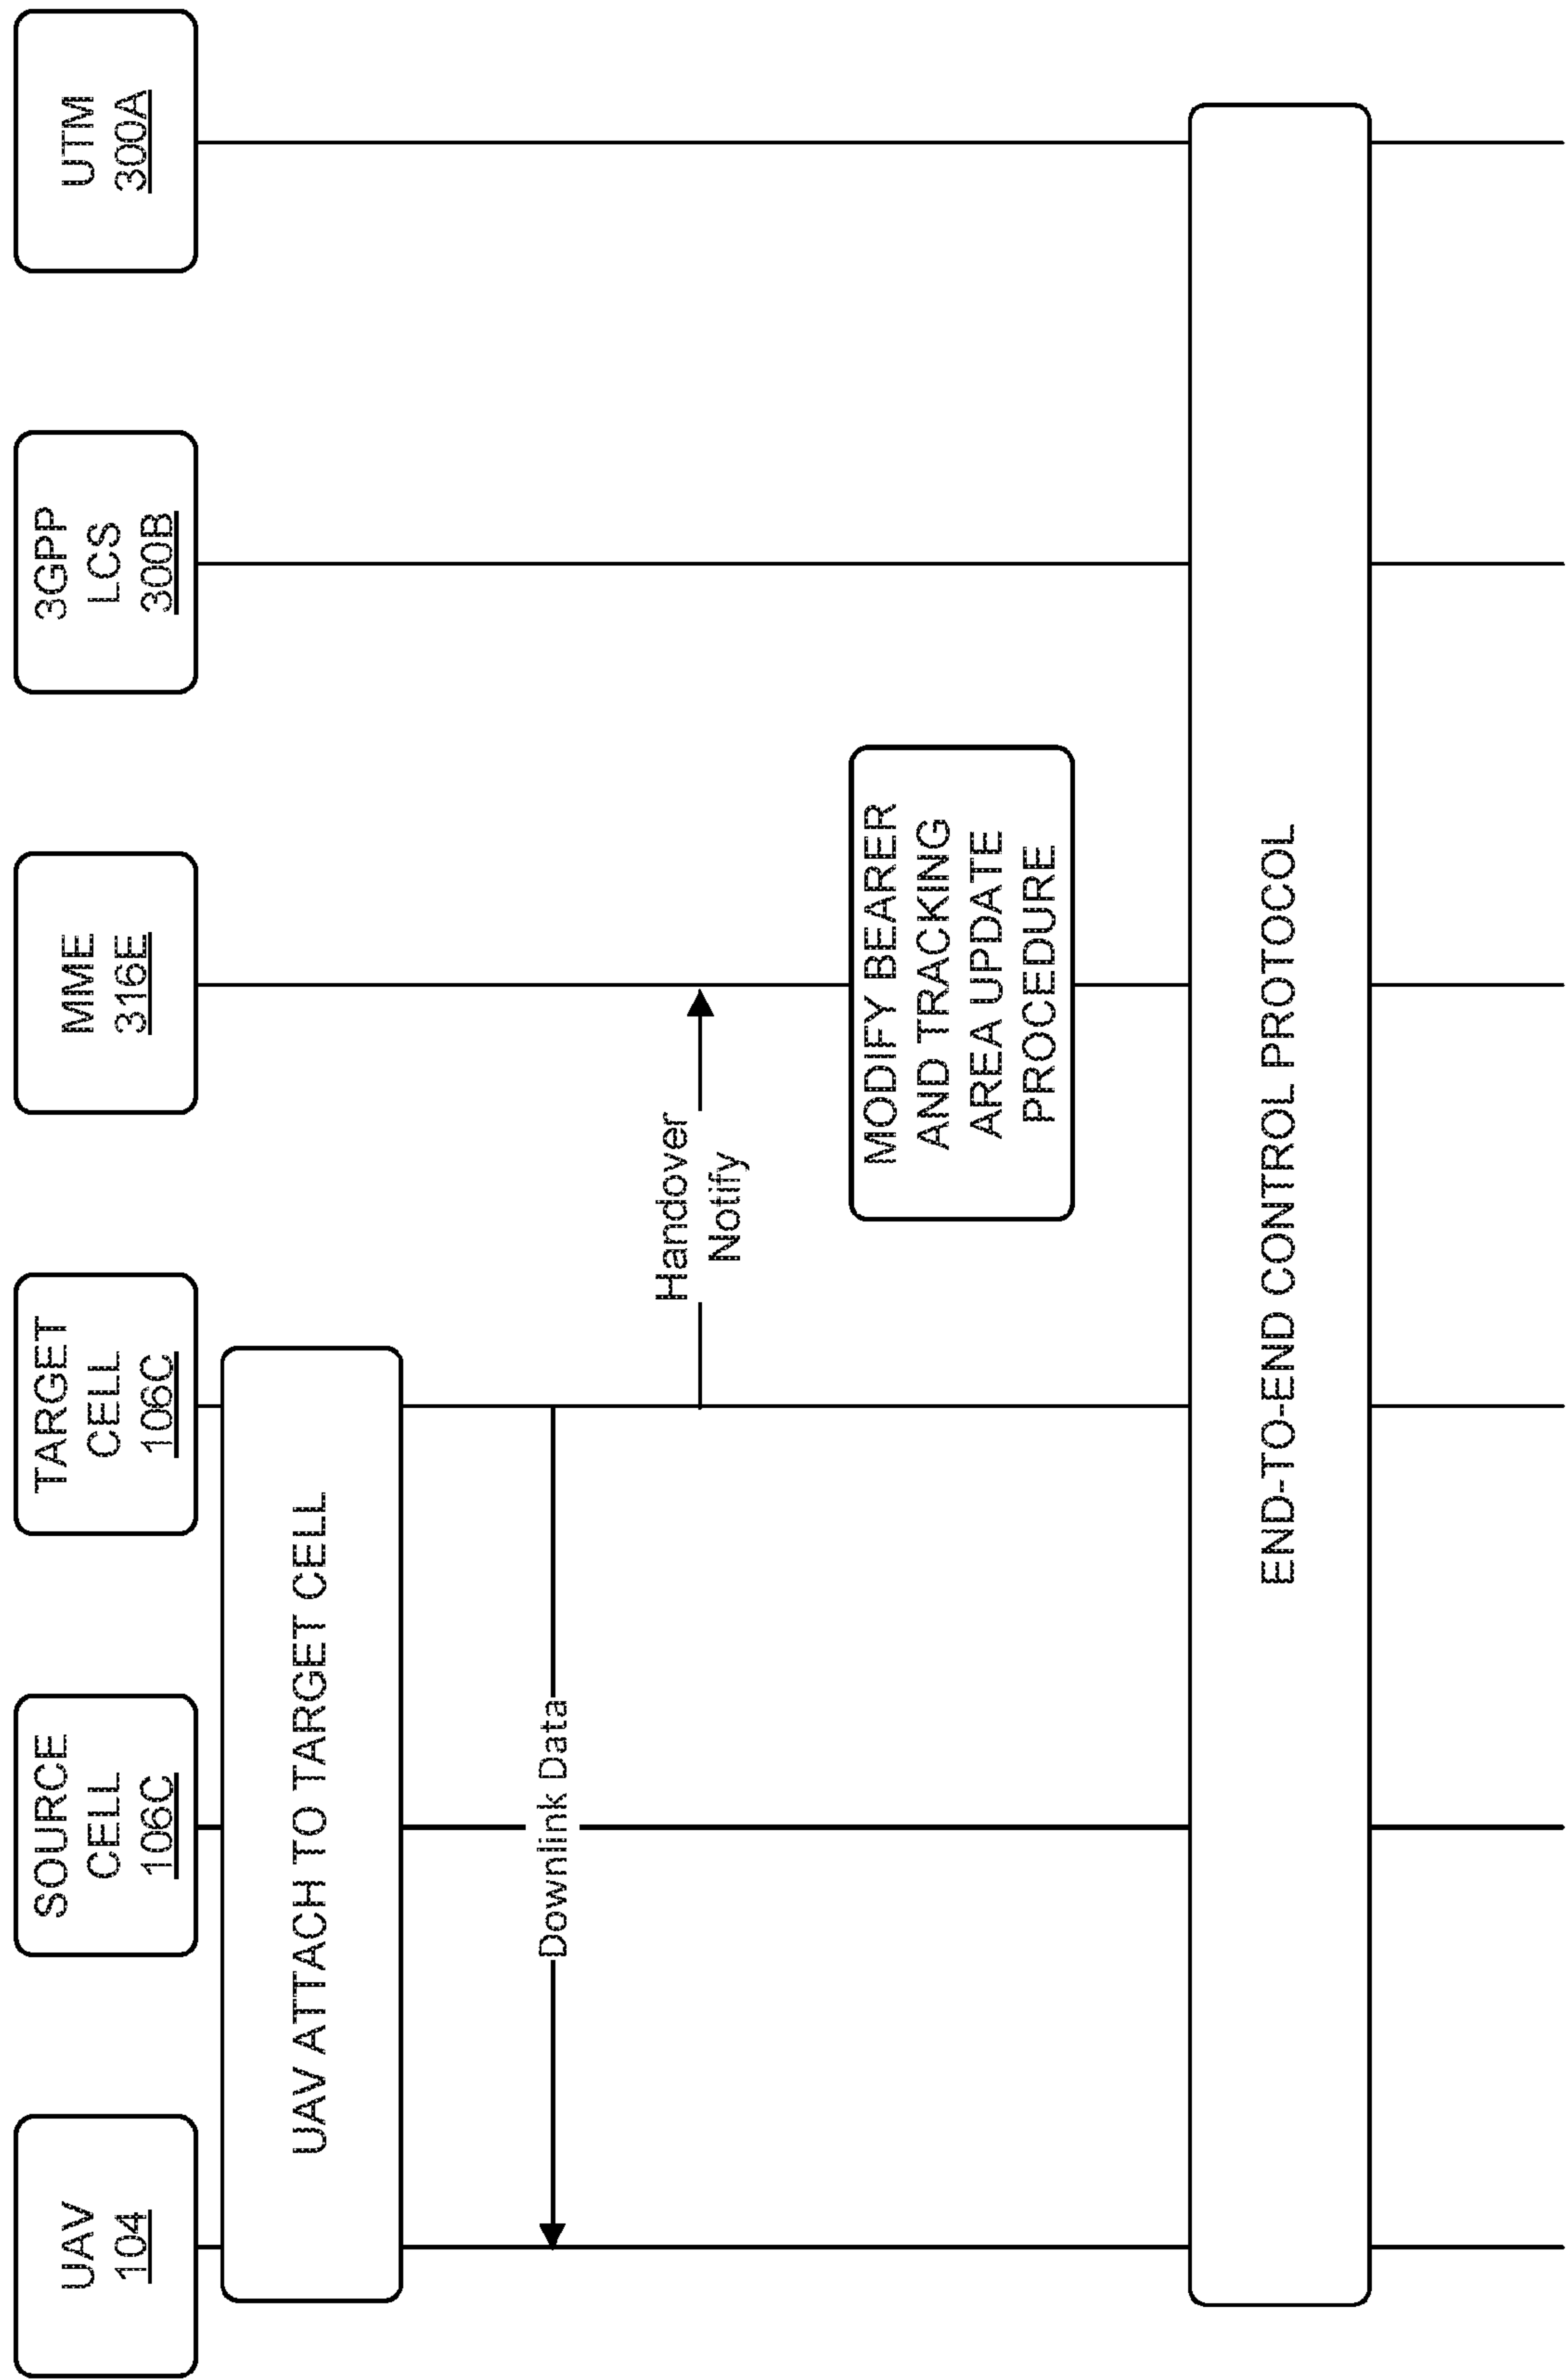 UAV
104
SOURCE
CELL
106C
TARGET
CELL
106C
MME
316E
3GPP
LCS
300B
UTM
300A
UAV ATTACH TO TARGET CELL
Downlink Data
Handover
Notify
MODIFY BEARER
AND TRACKING
AREA UPDATE
PROCEDURE
END-TO-END CONTROL PROTOCOL